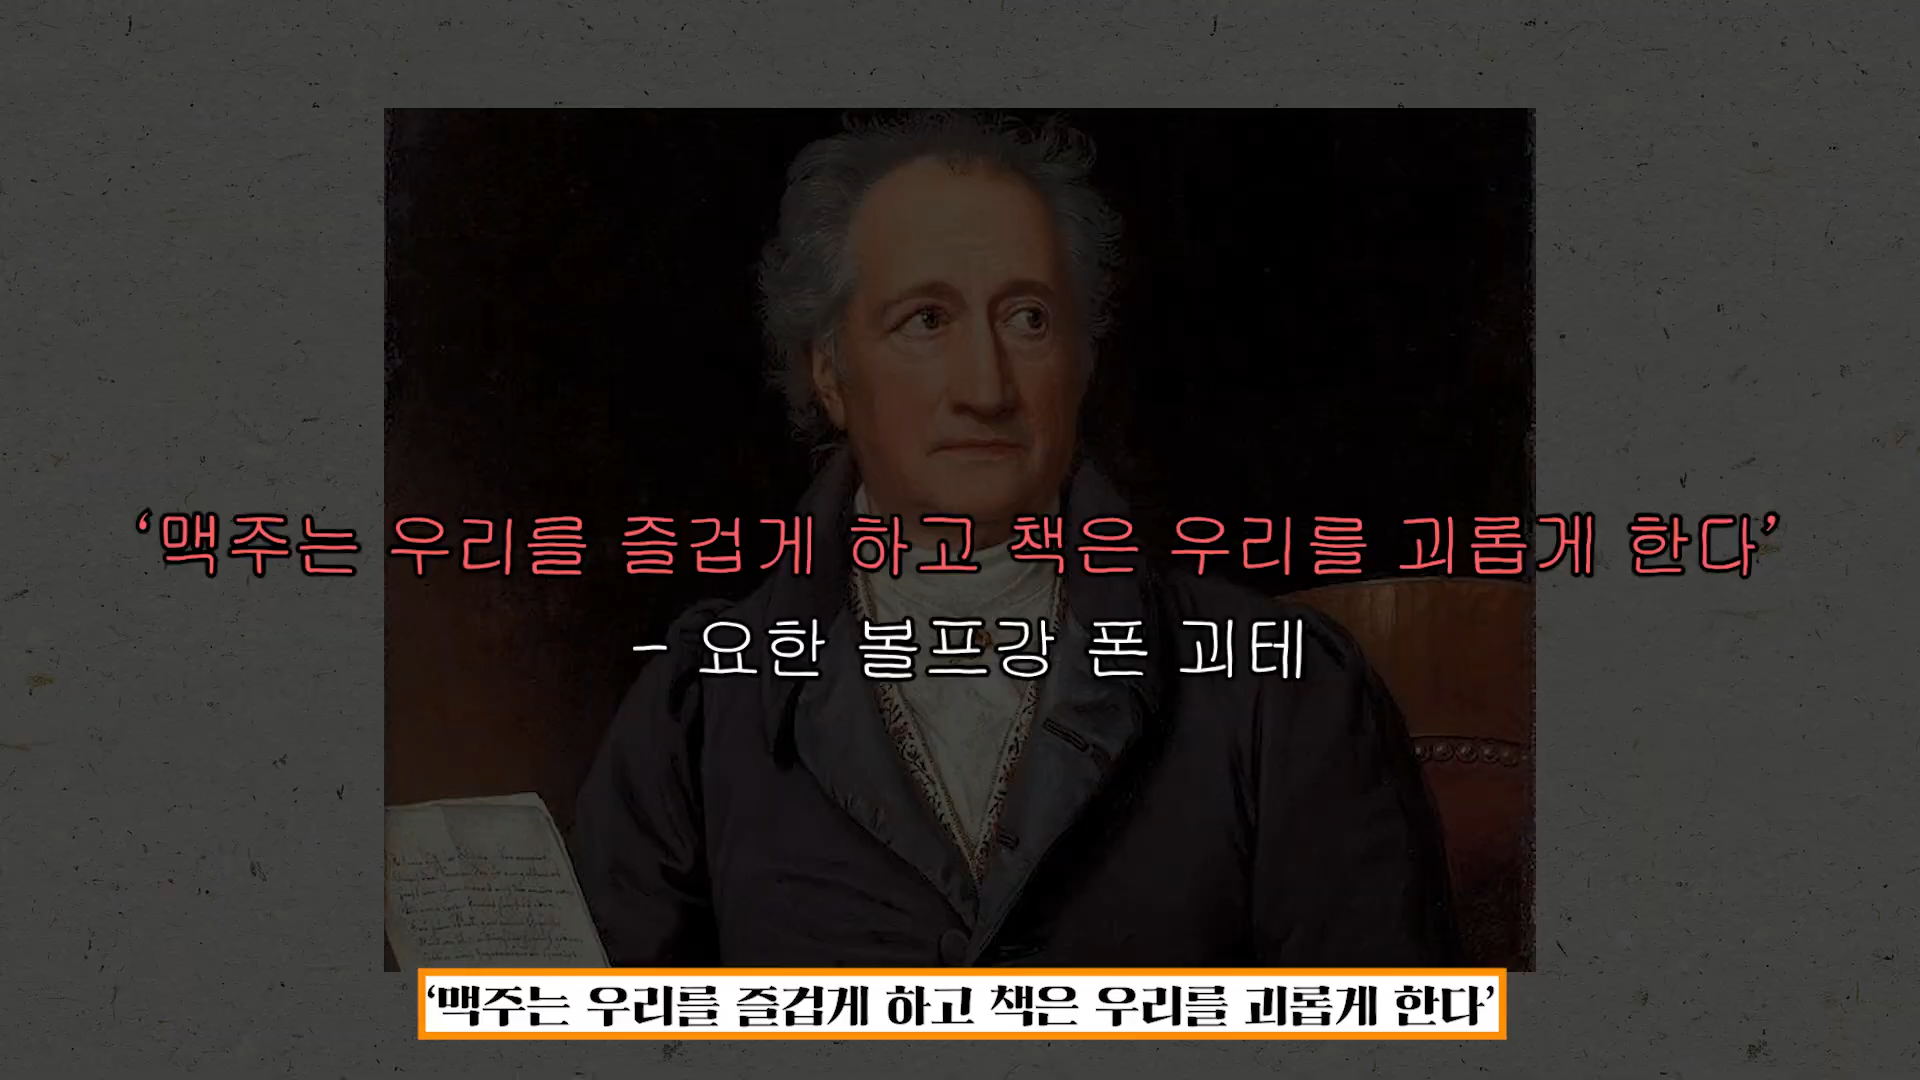 ‘맥주는 우리를 즐겁게 하고 책은 우리를 괴롭게 한다’
- 요한 볼프강 폰 괴테
‘맥주는 우리를 즐겁게 하고 책은 우리를 괴롭게 한다’